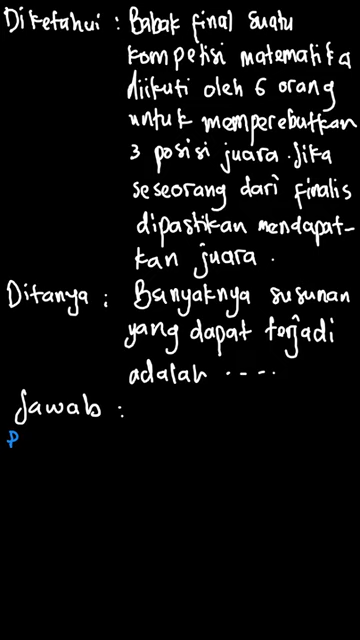 Diketahui : Babak final suatu
kompetisi matematika
diikuti oleh 6 orang
untuk memperebutkan
3 posisi juara. Jika
seseorang dari finalis
dipastikan mendapat-
kan juara.
Ditanya : Banyaknya susunan
yang dapat terjadi
adalah ....
Jawab :
P